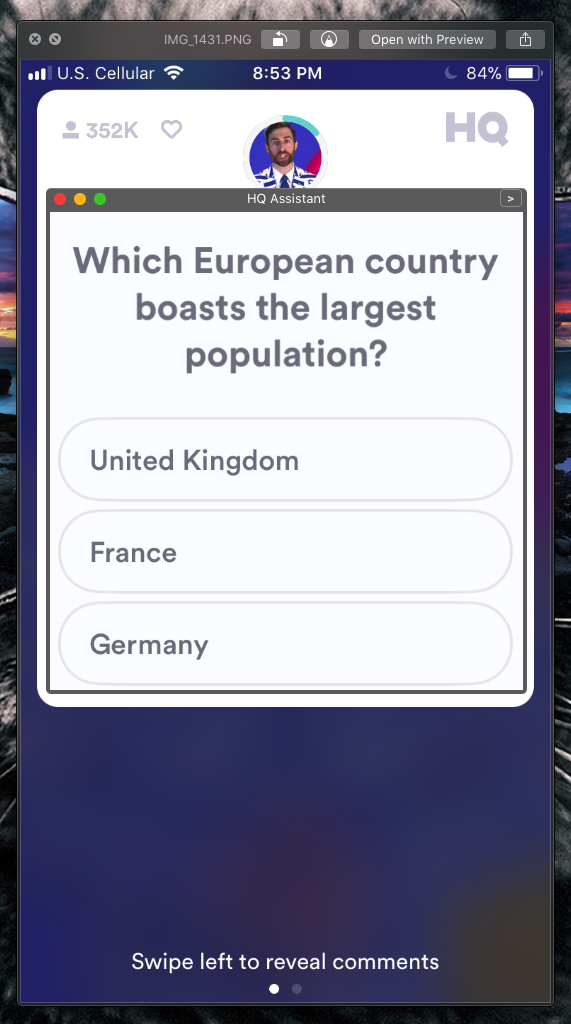 IMG_1431.PNG
Open with Preview
U.S. Cellular
8:53 PM
84%
352K
HQ
HQ Assistant
>
Which European country
boasts the largest
population?
United Kingdom
France
Germany
Swipe left to reveal comments